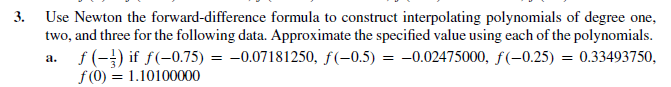 3. Use Newton the forward-difference formula to construct interpolating polynomials of degree one,
two, and three for the following data. Approximate the specified value using each of the polynomials.
a. f(−1/3) if f(−0.75) = −0.07181250, f(−0.5) = −0.02475000, f(−0.25) = 0.33493750,
f(0) = 1.10100000